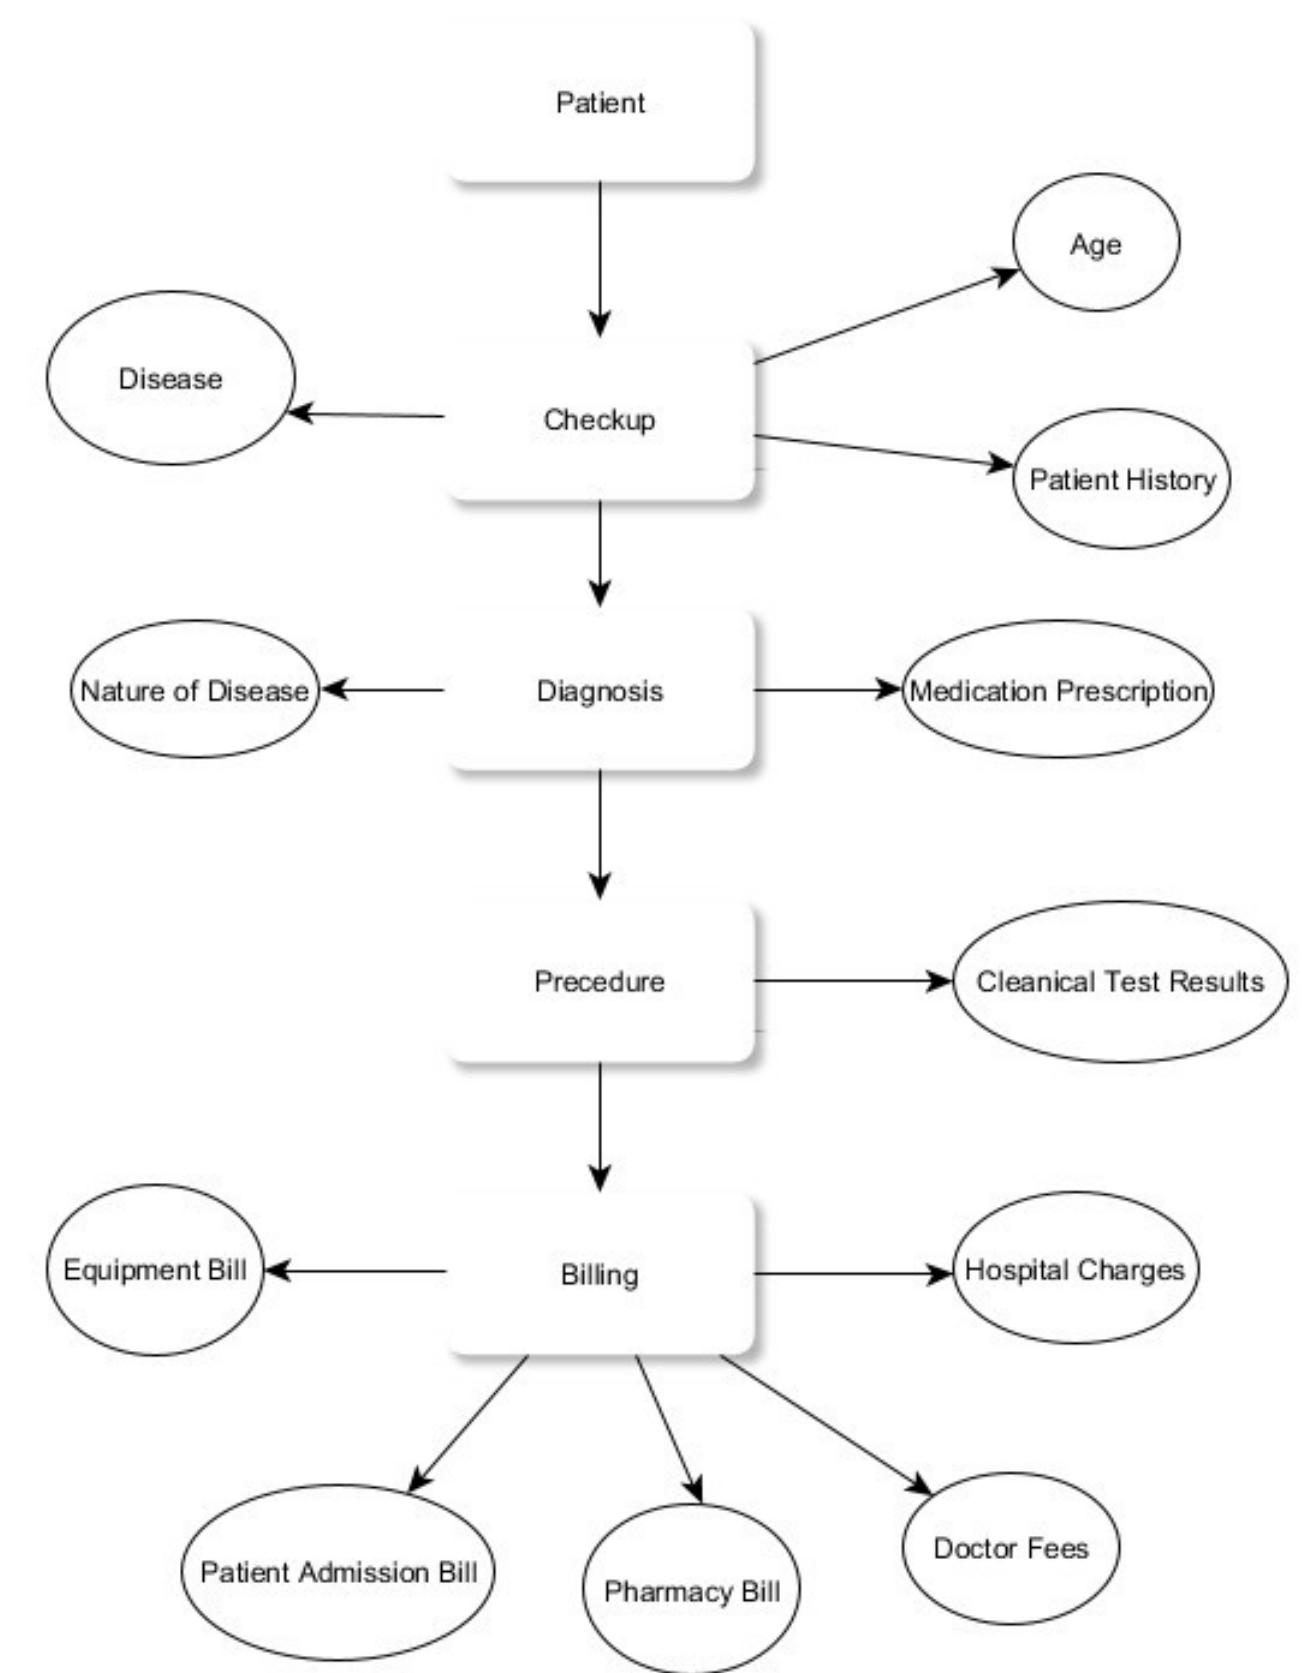 Patient
Age
Disease
Checkup
Patient History
Nature of Disease
Diagnosis
Medication Prescription
Precedure
Cleanical Test Results
Equipment Bill
Billing
Hospital Charges
Patient Admission Bill
Pharmacy Bill
Doctor Fees